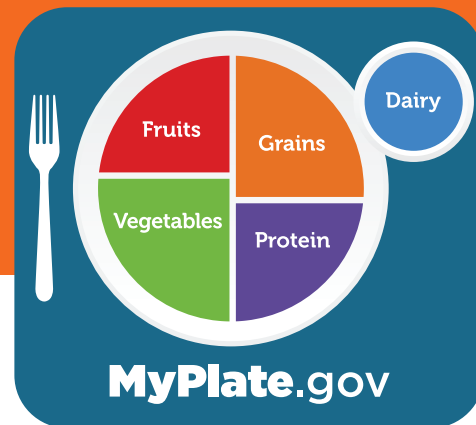 Fruits
Grains
Dairy
Vegetables
Protein
MyPlate.gov